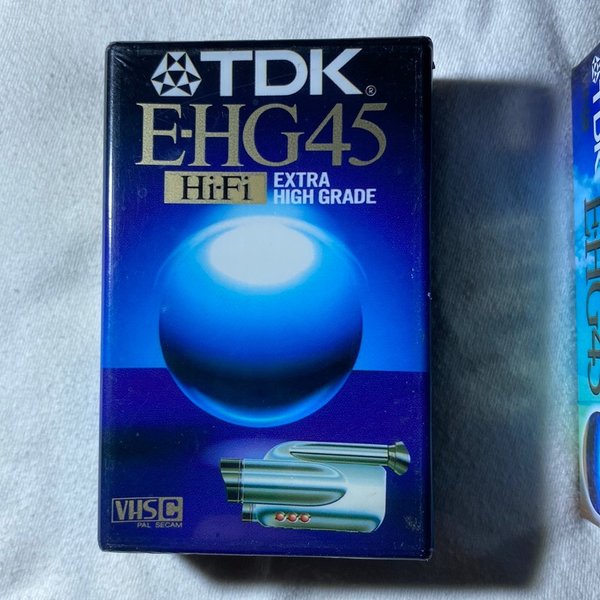 TDK®
E-HG45
Hi-Fi
EXTRA
HIGH GRADE
VHS C
PAL SECAM
TDK
E-HG45